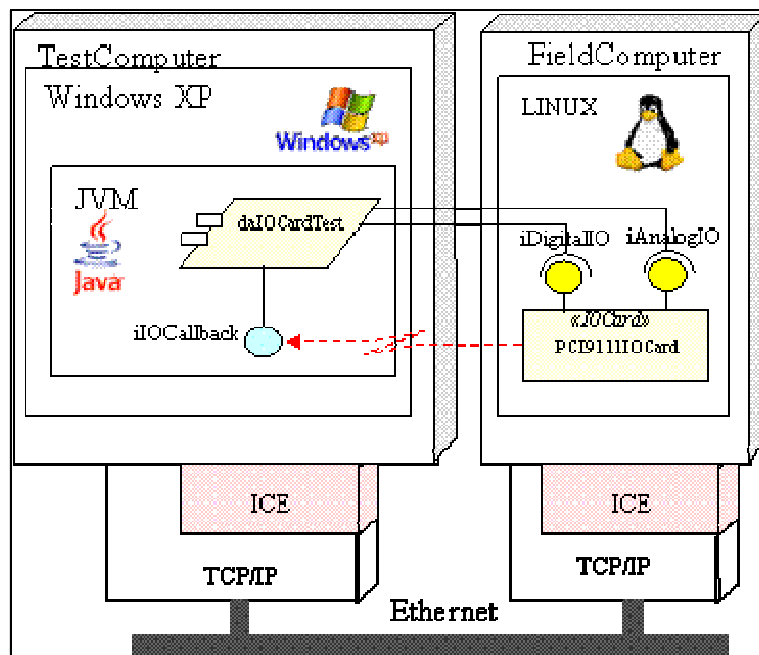 TestComputer
Windows XP
Windows xp
JVM
Java
daIOCardTest
iIOCallback
FieldComputer
LINUX
iDigitalIO
iAnalogIO
«IOCard»
PCI9111IOCard
ICE
TCP/IP
ICE
TCP/IP
Ethernet